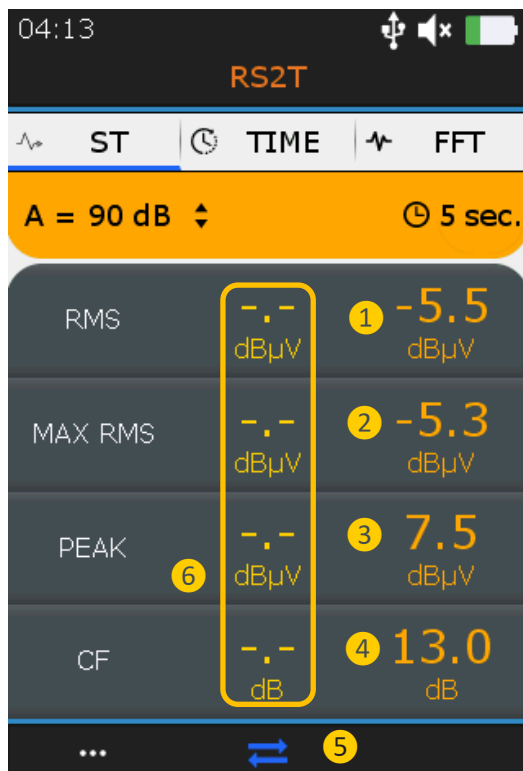 04:13
RS2T
ST TIME FFT
A = 90 dB 5 sec.
RMS -.- dBµV 1 -5.5 dBµV
MAX RMS -.- dBµV 2 -5.3 dBµV
PEAK -.- dBµV 3 7.5 dBµV
6
CF -.- dB 4 13.0 dB
... 5